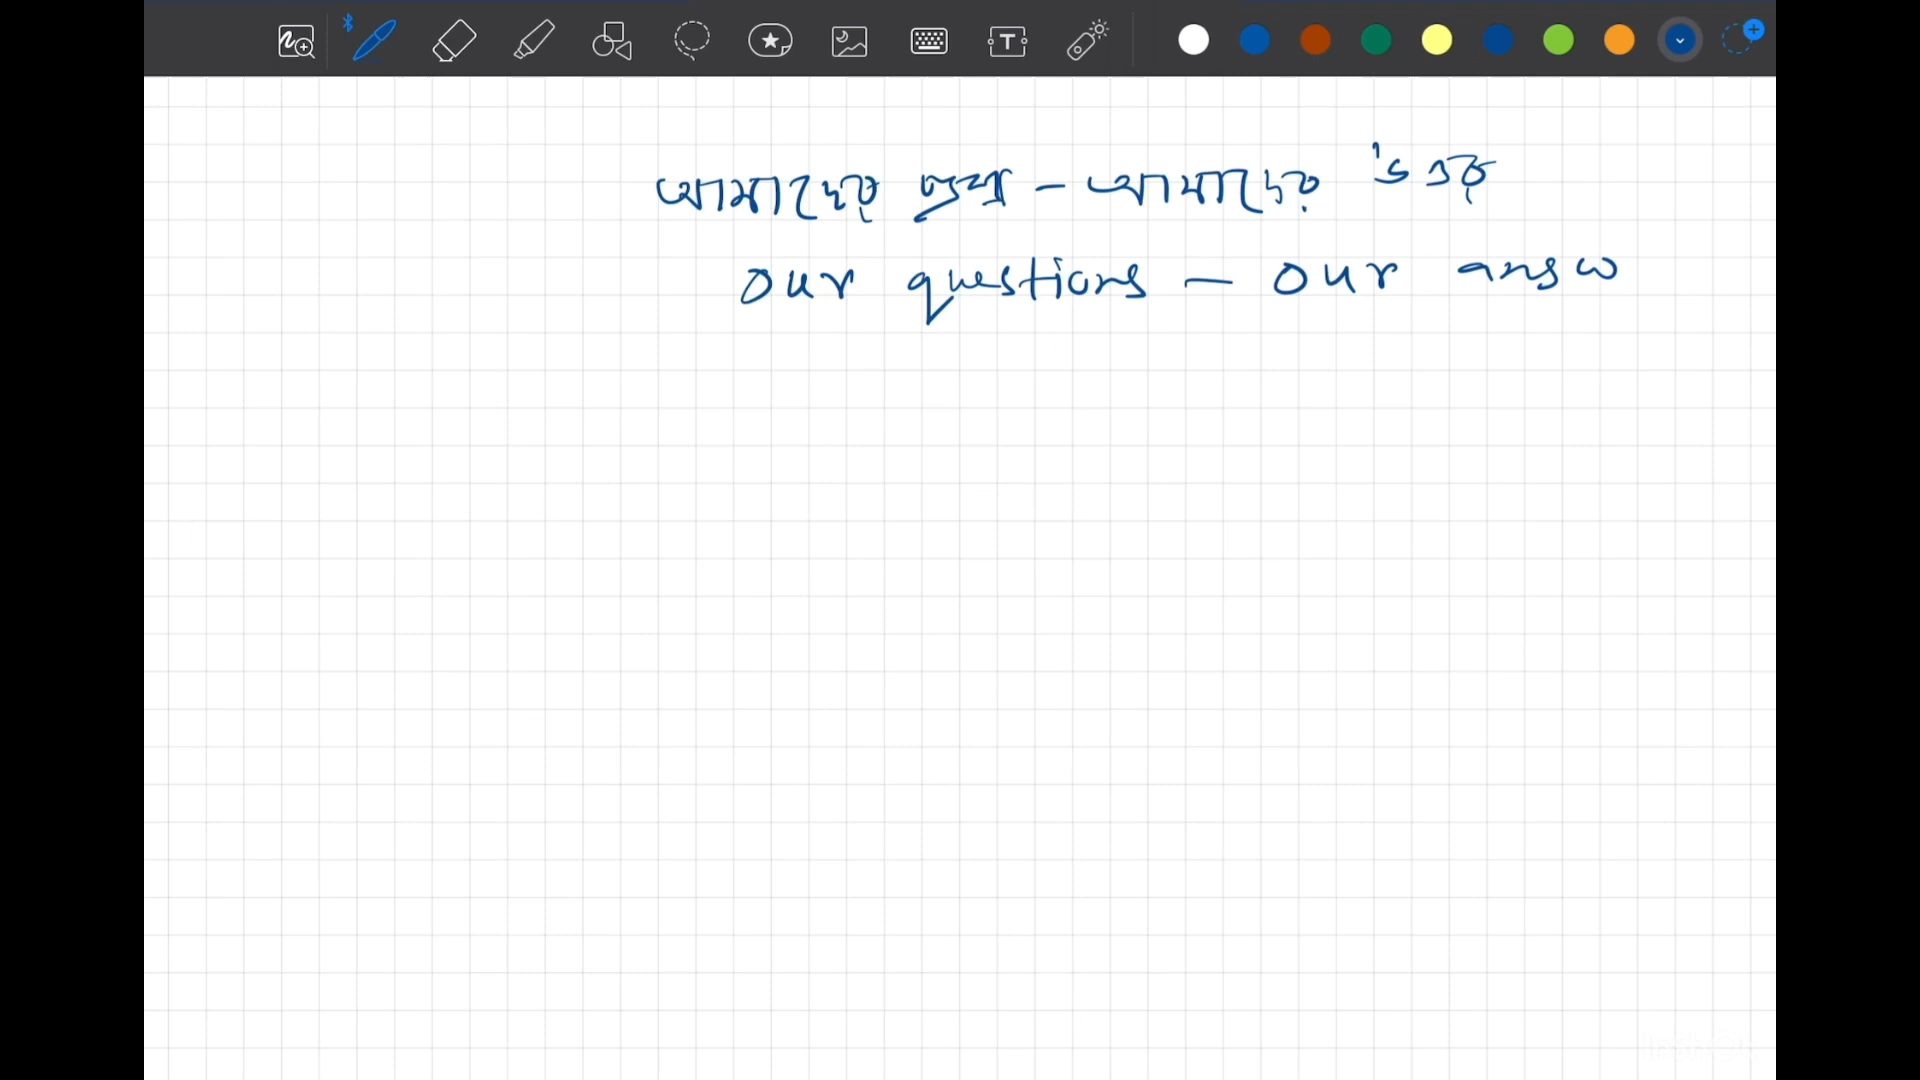 আমাদের প্রশ্ন - আমাদের উত্তর
our questions - our answ